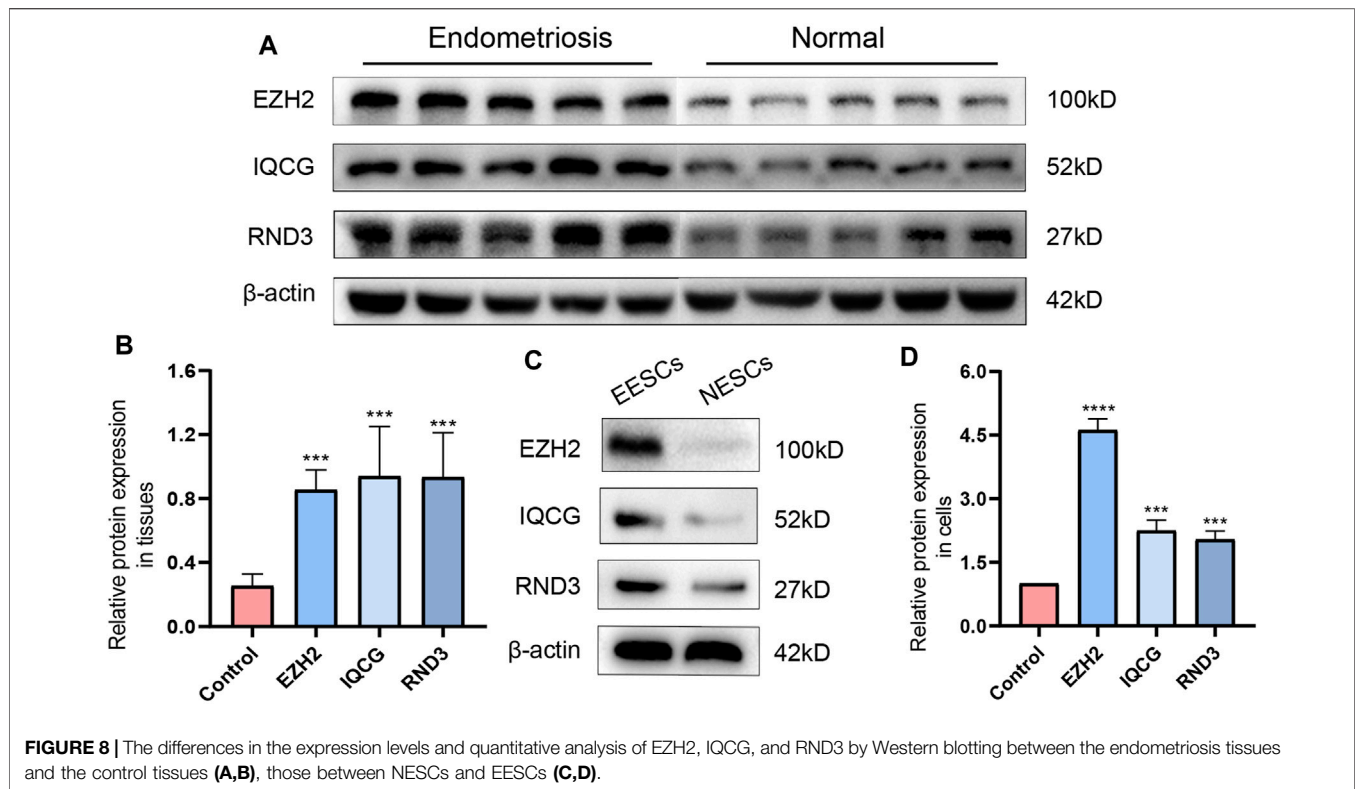 A
Endometriosis Normal
EZH2 100kD
IQCG 52kD
RND3 27kD
β-actin 42kD
B
Relative protein expression
in tissues
1.6
1.2
0.8
0.4
0.0
***
***
***
Control EZH2 IQCG RND3
C
EESCs NESCs
EZH2 100kD
IQCG 52kD
RND3 27kD
β-actin 42kD
D
Relative protein expression
in cells
6.0
4.5
3.0
1.5
0.0
****
***
***
Control EZH2 IQCG RND3
FIGURE 8 | The differences in the expression levels and quantitative analysis of EZH2, IQCG, and RND3 by Western blotting between the endometriosis tissues
and the control tissues (A,B), those between NESCs and EESCs (C,D).